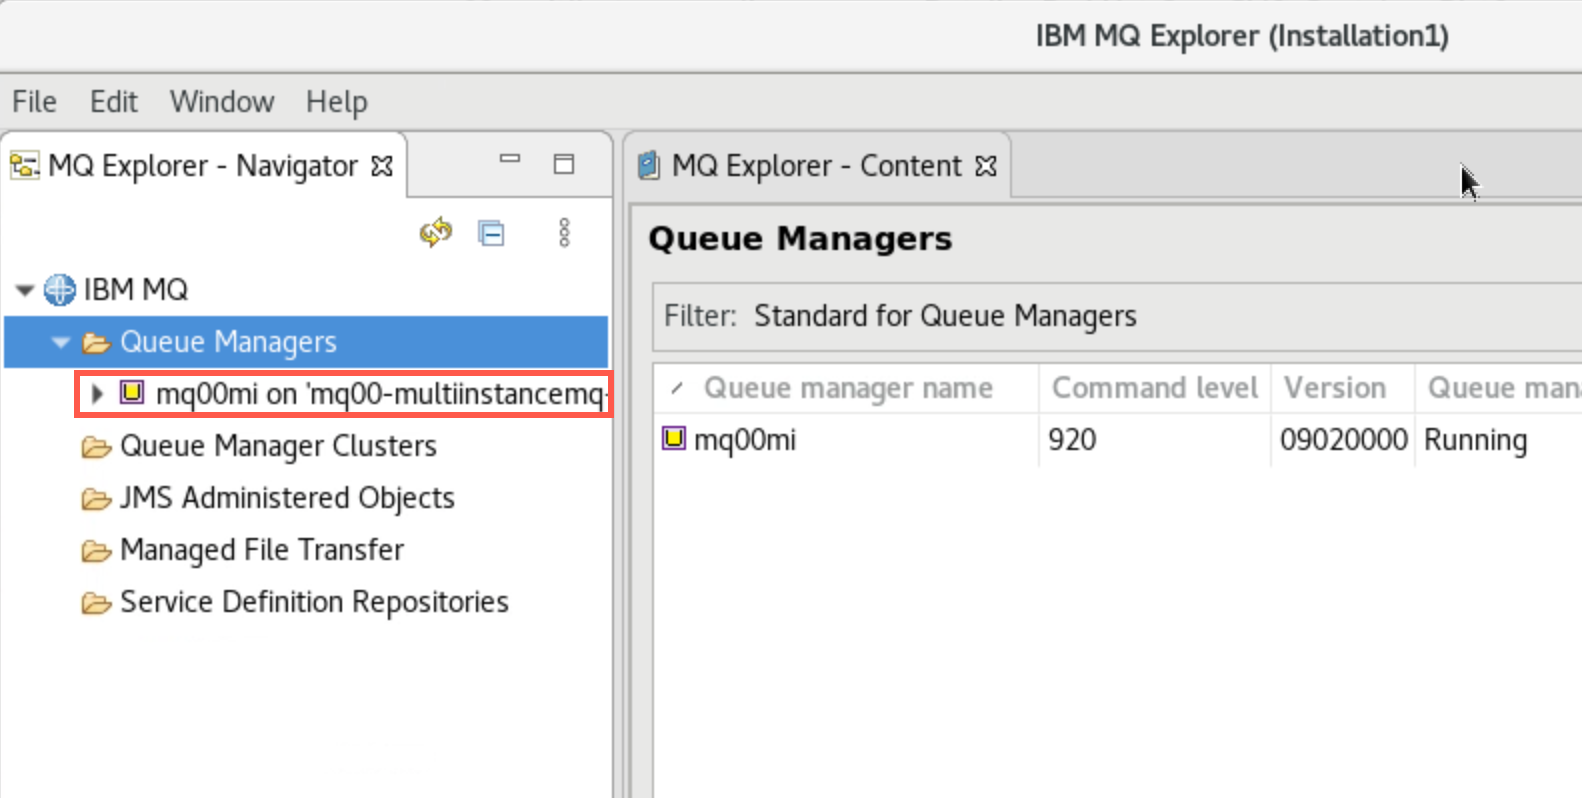 IBM MQ Explorer (Installation1)
File Edit Window Help
MQ Explorer - Navigator
MQ Explorer - Content
IBM MQ
Queue Managers
mq00mi on 'mq00-multiinstancemq-
Queue Manager Clusters
JMS Administered Objects
Managed File Transfer
Service Definition Repositories
Queue Managers
Filter: Standard for Queue Managers
Queue manager name Command level Version Queue man
mq00mi 920 09020000 Running